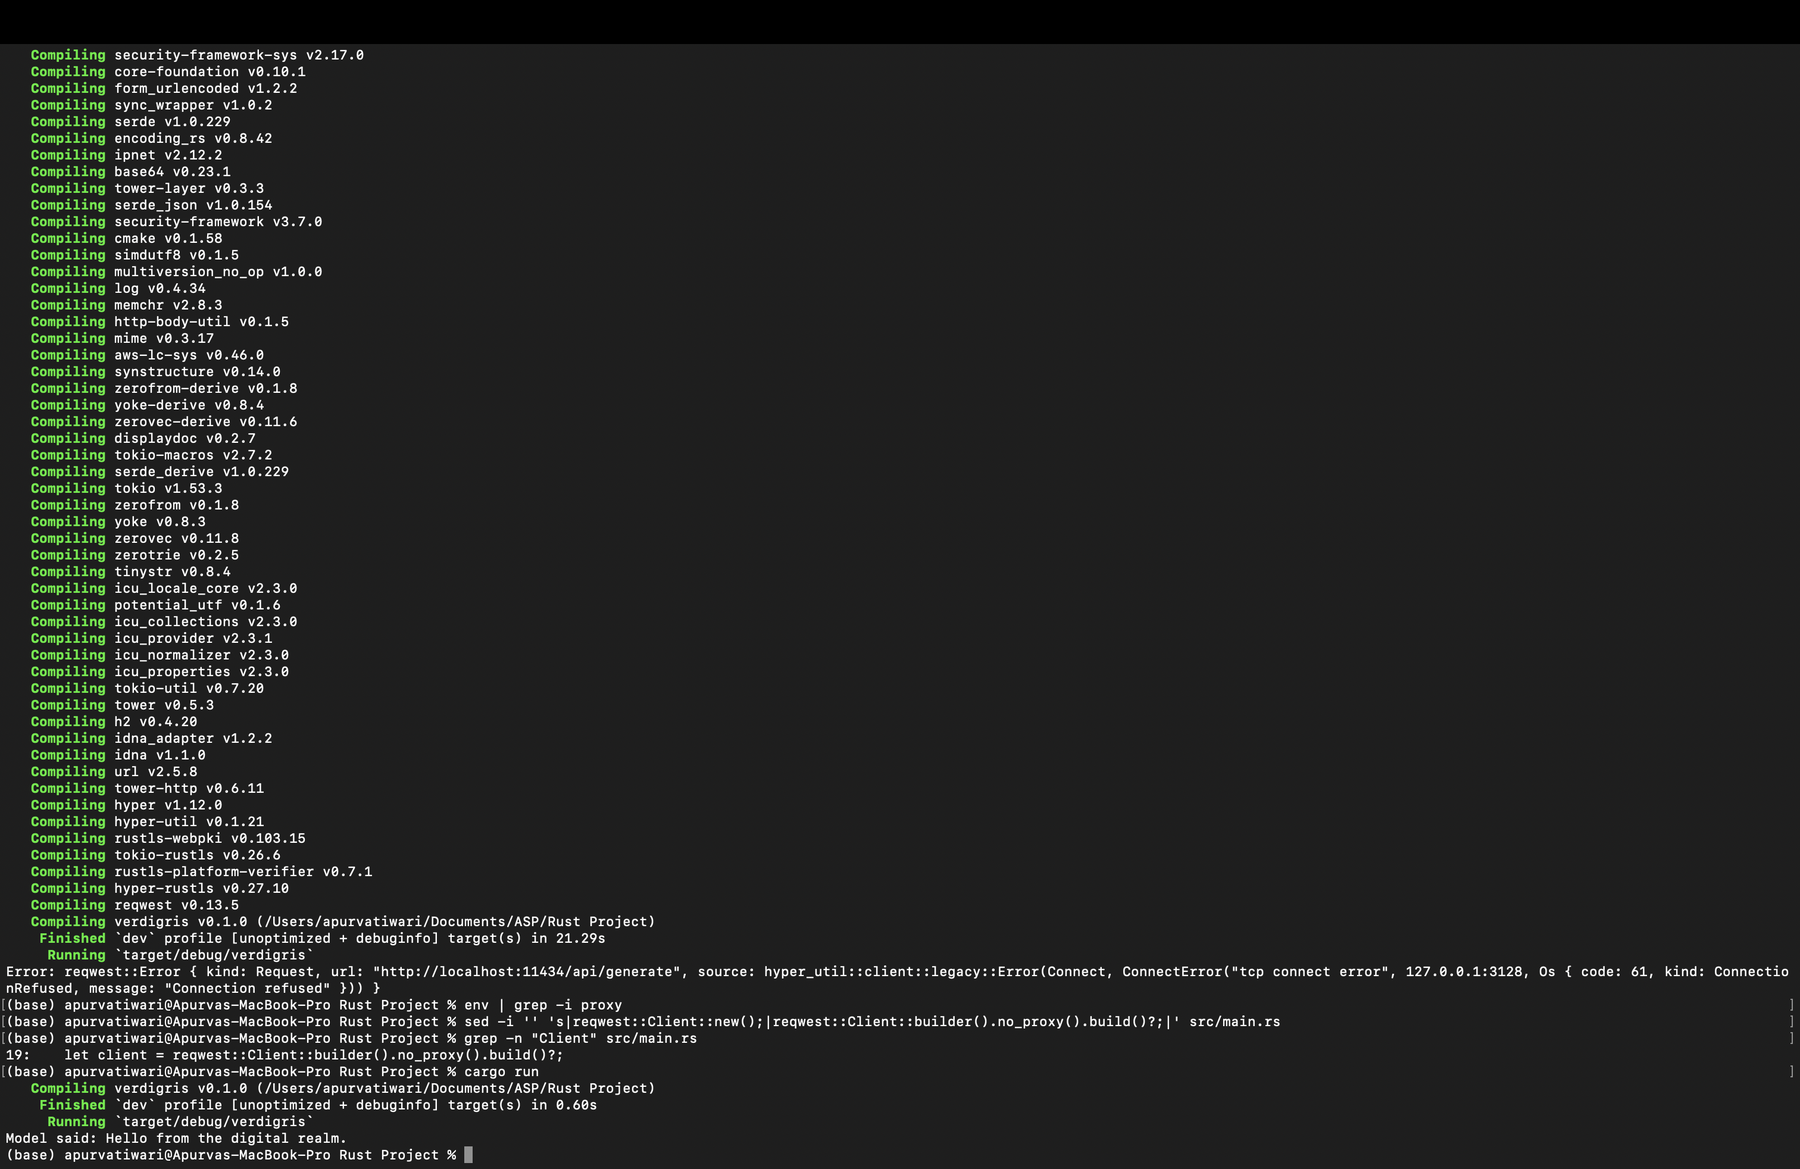 Compiling security-framework-sys v2.17.0
Compiling core-foundation v0.10.1
Compiling form_urlencoded v1.2.2
Compiling sync_wrapper v1.0.2
Compiling serde v1.0.229
Compiling encoding_rs v0.8.42
Compiling ipnet v2.12.2
Compiling base64 v0.23.1
Compiling tower-layer v0.3.3
Compiling serde_json v1.0.154
Compiling security-framework v3.7.0
Compiling cmake v0.1.58
Compiling simdutf8 v0.1.5
Compiling multiversion_no_op v1.0.0
Compiling log v0.4.34
Compiling memchr v2.8.3
Compiling http-body-util v0.1.5
Compiling mime v0.3.17
Compiling aws-lc-sys v0.46.0
Compiling synstructure v0.14.0
Compiling zerofrom-derive v0.1.8
Compiling yoke-derive v0.8.4
Compiling zerovec-derive v0.11.6
Compiling displaydoc v0.2.7
Compiling tokio-macros v2.7.2
Compiling serde_derive v1.0.229
Compiling tokio v1.53.3
Compiling zerofrom v0.1.8
Compiling yoke v0.8.3
Compiling zerovec v0.11.8
Compiling zerotrie v0.2.5
Compiling tinystr v0.8.4
Compiling icu_locale_core v2.3.0
Compiling potential_utf v0.1.6
Compiling icu_collections v2.3.0
Compiling icu_provider v2.3.1
Compiling icu_normalizer v2.3.0
Compiling icu_properties v2.3.0
Compiling tokio-util v0.7.20
Compiling tower v0.5.3
Compiling h2 v0.4.20
Compiling idna_adapter v1.2.2
Compiling idna v1.1.0
Compiling url v2.5.8
Compiling tower-http v0.6.11
Compiling hyper v1.12.0
Compiling hyper-util v0.1.21
Compiling rustls-webpki v0.103.15
Compiling tokio-rustls v0.26.6
Compiling rustls-platform-verifier v0.7.1
Compiling hyper-rustls v0.27.10
Compiling reqwest v0.13.5
Compiling verdigris v0.1.0 (/Users/apurvatiwari/Documents/ASP/Rust Project)
Finished `dev` profile [unoptimized + debuginfo] target(s) in 21.29s
Running `target/debug/verdigris`
Error: reqwest::Error { kind: Request, url: "http://localhost:11434/api/generate", source: hyper_util::client::legacy::Error(Connect, ConnectError("tcp connect error", 127.0.0.1:3128, Os { code: 61, kind: Connectio
nRefused, message: "Connection refused" })) }
[(base) apurvatiwari@Apurvas-MacBook-Pro Rust Project % env | grep -i proxy ]
[(base) apurvatiwari@Apurvas-MacBook-Pro Rust Project % sed -i '' 's|reqwest::Client::new();|reqwest::Client::builder().no_proxy().build()?;|' src/main.rs ]
[(base) apurvatiwari@Apurvas-MacBook-Pro Rust Project % grep -n "Client" src/main.rs ]
19:    let client = reqwest::Client::builder().no_proxy().build()?;
[(base) apurvatiwari@Apurvas-MacBook-Pro Rust Project % cargo run ]
Compiling verdigris v0.1.0 (/Users/apurvatiwari/Documents/ASP/Rust Project)
Finished `dev` profile [unoptimized + debuginfo] target(s) in 0.60s
Running `target/debug/verdigris`
Model said: Hello from the digital realm.
(base) apurvatiwari@Apurvas-MacBook-Pro Rust Project %